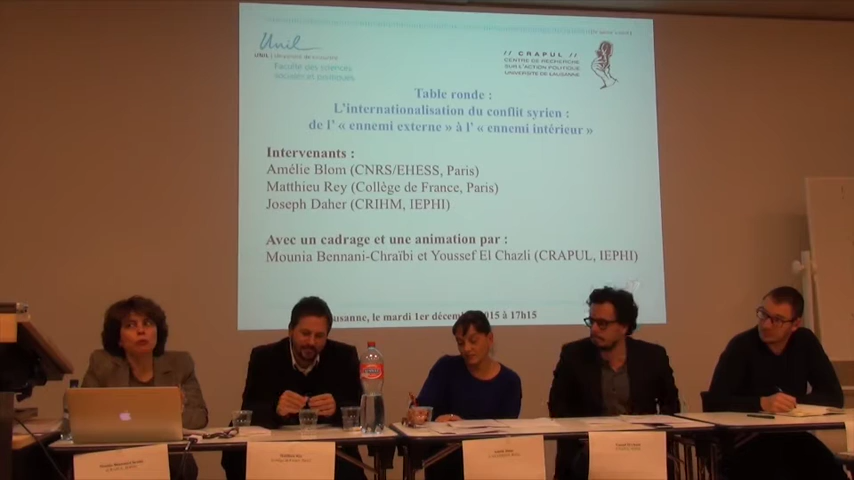 Unil
UNIL | Université de Lausanne
Faculté des sciences
sociales et politiques
// CRAPUL //
CENTRE DE RECHERCHE
SUR L'ACTION POLITIQUE
UNIVERSITÉ DE LAUSANNE
Table ronde :
L'internationalisation du conflit syrien :
de l' « ennemi externe » à l' « ennemi intérieur »
Intervenants :
Amélie Blom (CNRS/EHESS, Paris)
Matthieu Rey (Collège de France, Paris)
Joseph Daher (CRIHM, IEPHI)
Avec un cadrage et une animation par :
Mounia Bennani-Chraïbi et Youssef El Chazli (CRAPUL, IEPHI)
le mardi 1er 2015 à 17h15